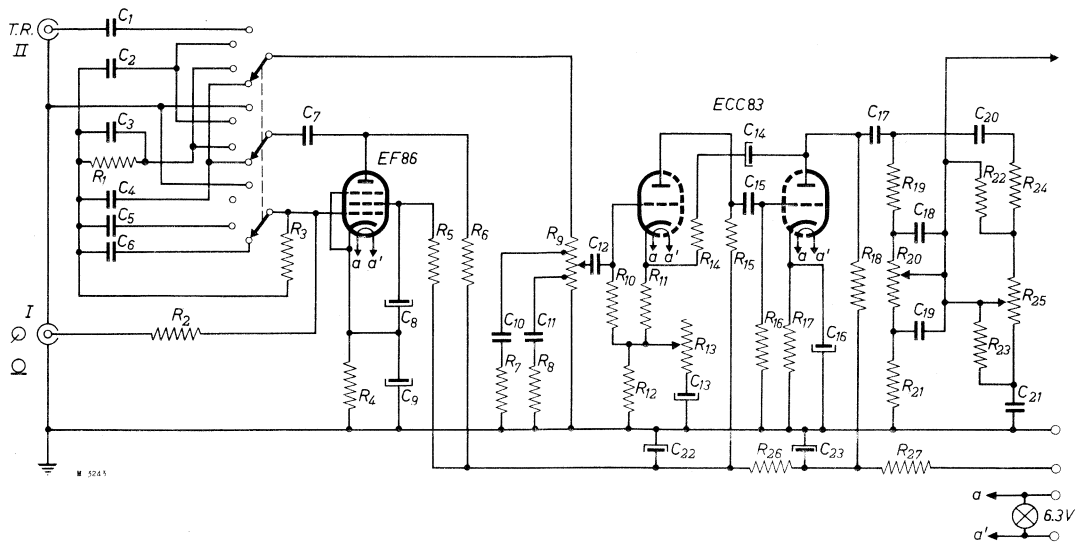 T.R.
II
C1
C2
C3
R1
C4
C5
C6
R3
C7
EF86
a a'
R5
R6
I
R2
R4
C8
C9
C10
C11
R7
R8
R9
C12
R10
R11
R12
R13
C13
a a'
R14
R15
ECC83
C14
C15
a a'
R16
R17
C16
R18
C17
R19
C18
R20
C19
R21
C20
R22
R24
R23
R25
C21
C22
R26
C23
R27
M 3243
a
6.3V
a'